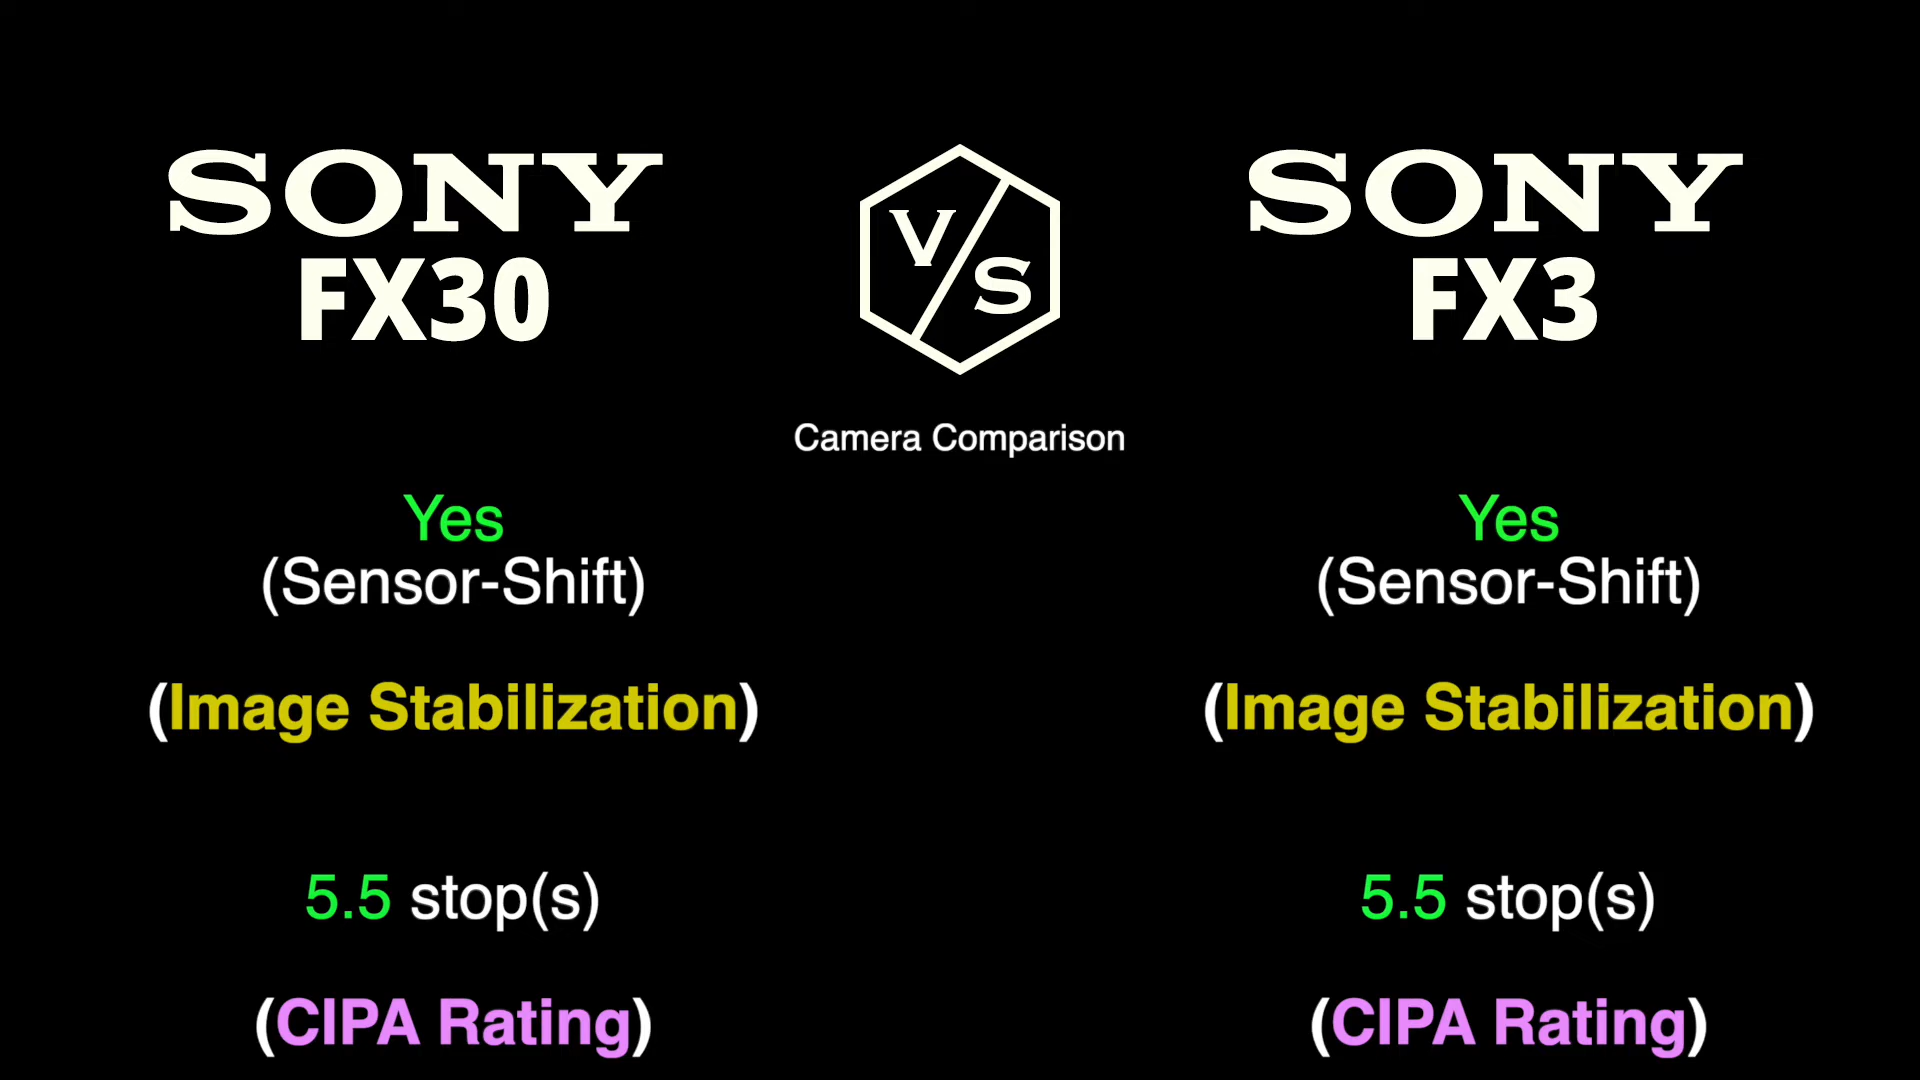 SONY
FX30
VS
SONY
FX3
Camera Comparison
Yes
(Sensor-Shift)
(Image Stabilization)
5.5 stop(s)
(CIPA Rating)
Yes
(Sensor-Shift)
(Image Stabilization)
5.5 stop(s)
(CIPA Rating)